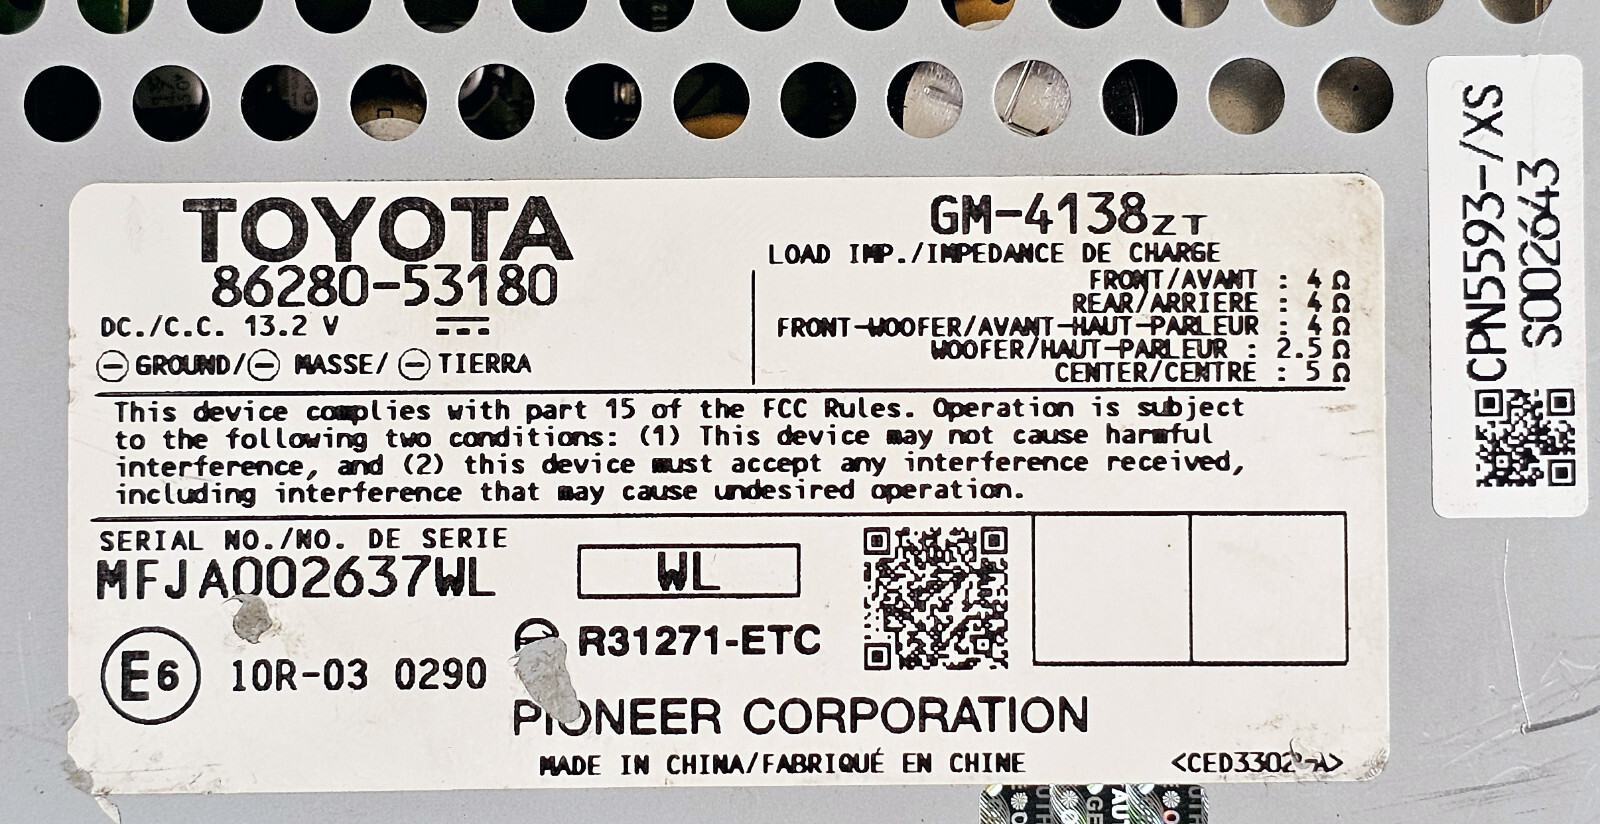 TOYOTA
86280-53180
DC./C.C. 13.2 V
GROUND/ MASSE/ TIERRA
GM-4138ZT
LOAD IMP./IMPEDANCE DE CHARGE
FRONT/AVANT : 4 Ω
REAR/ARRIERE : 4 Ω
FRONT-WOOFER/AVANT-HAUT-PARLEUR : 4 Ω
WOOFER/HAUT-PARLEUR : 2.5 Ω
CENTER/CENTRE : 5 Ω
This device complies with part 15 of the FCC Rules. Operation is subject
to the following two conditions: (1) This device may not cause harmful
interference, and (2) this device must accept any interference received,
including interference that may cause undesired operation.
SERIAL NO./NO. DE SERIE
MFJA002637WL
WL
R31271-ETC
E6 10R-03 0290
PIONEER CORPORATION
MADE IN CHINA/FABRIQUÉ EN CHINE
CPN5593-/XS
S002643